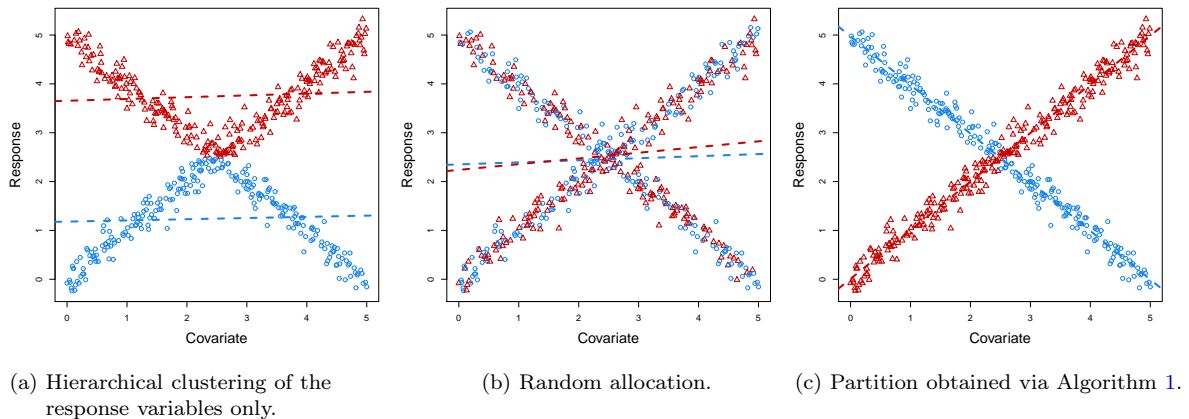 Response
5
4
3
2
1
0
0 1 2 3 4 5
Covariate
Response
5
4
3
2
1
0
0 1 2 3 4 5
Covariate
Response
5
4
3
2
1
0
0 1 2 3 4 5
Covariate
(a) Hierarchical clustering of the
response variables only.
(b) Random allocation.
(c) Partition obtained via Algorithm 1.